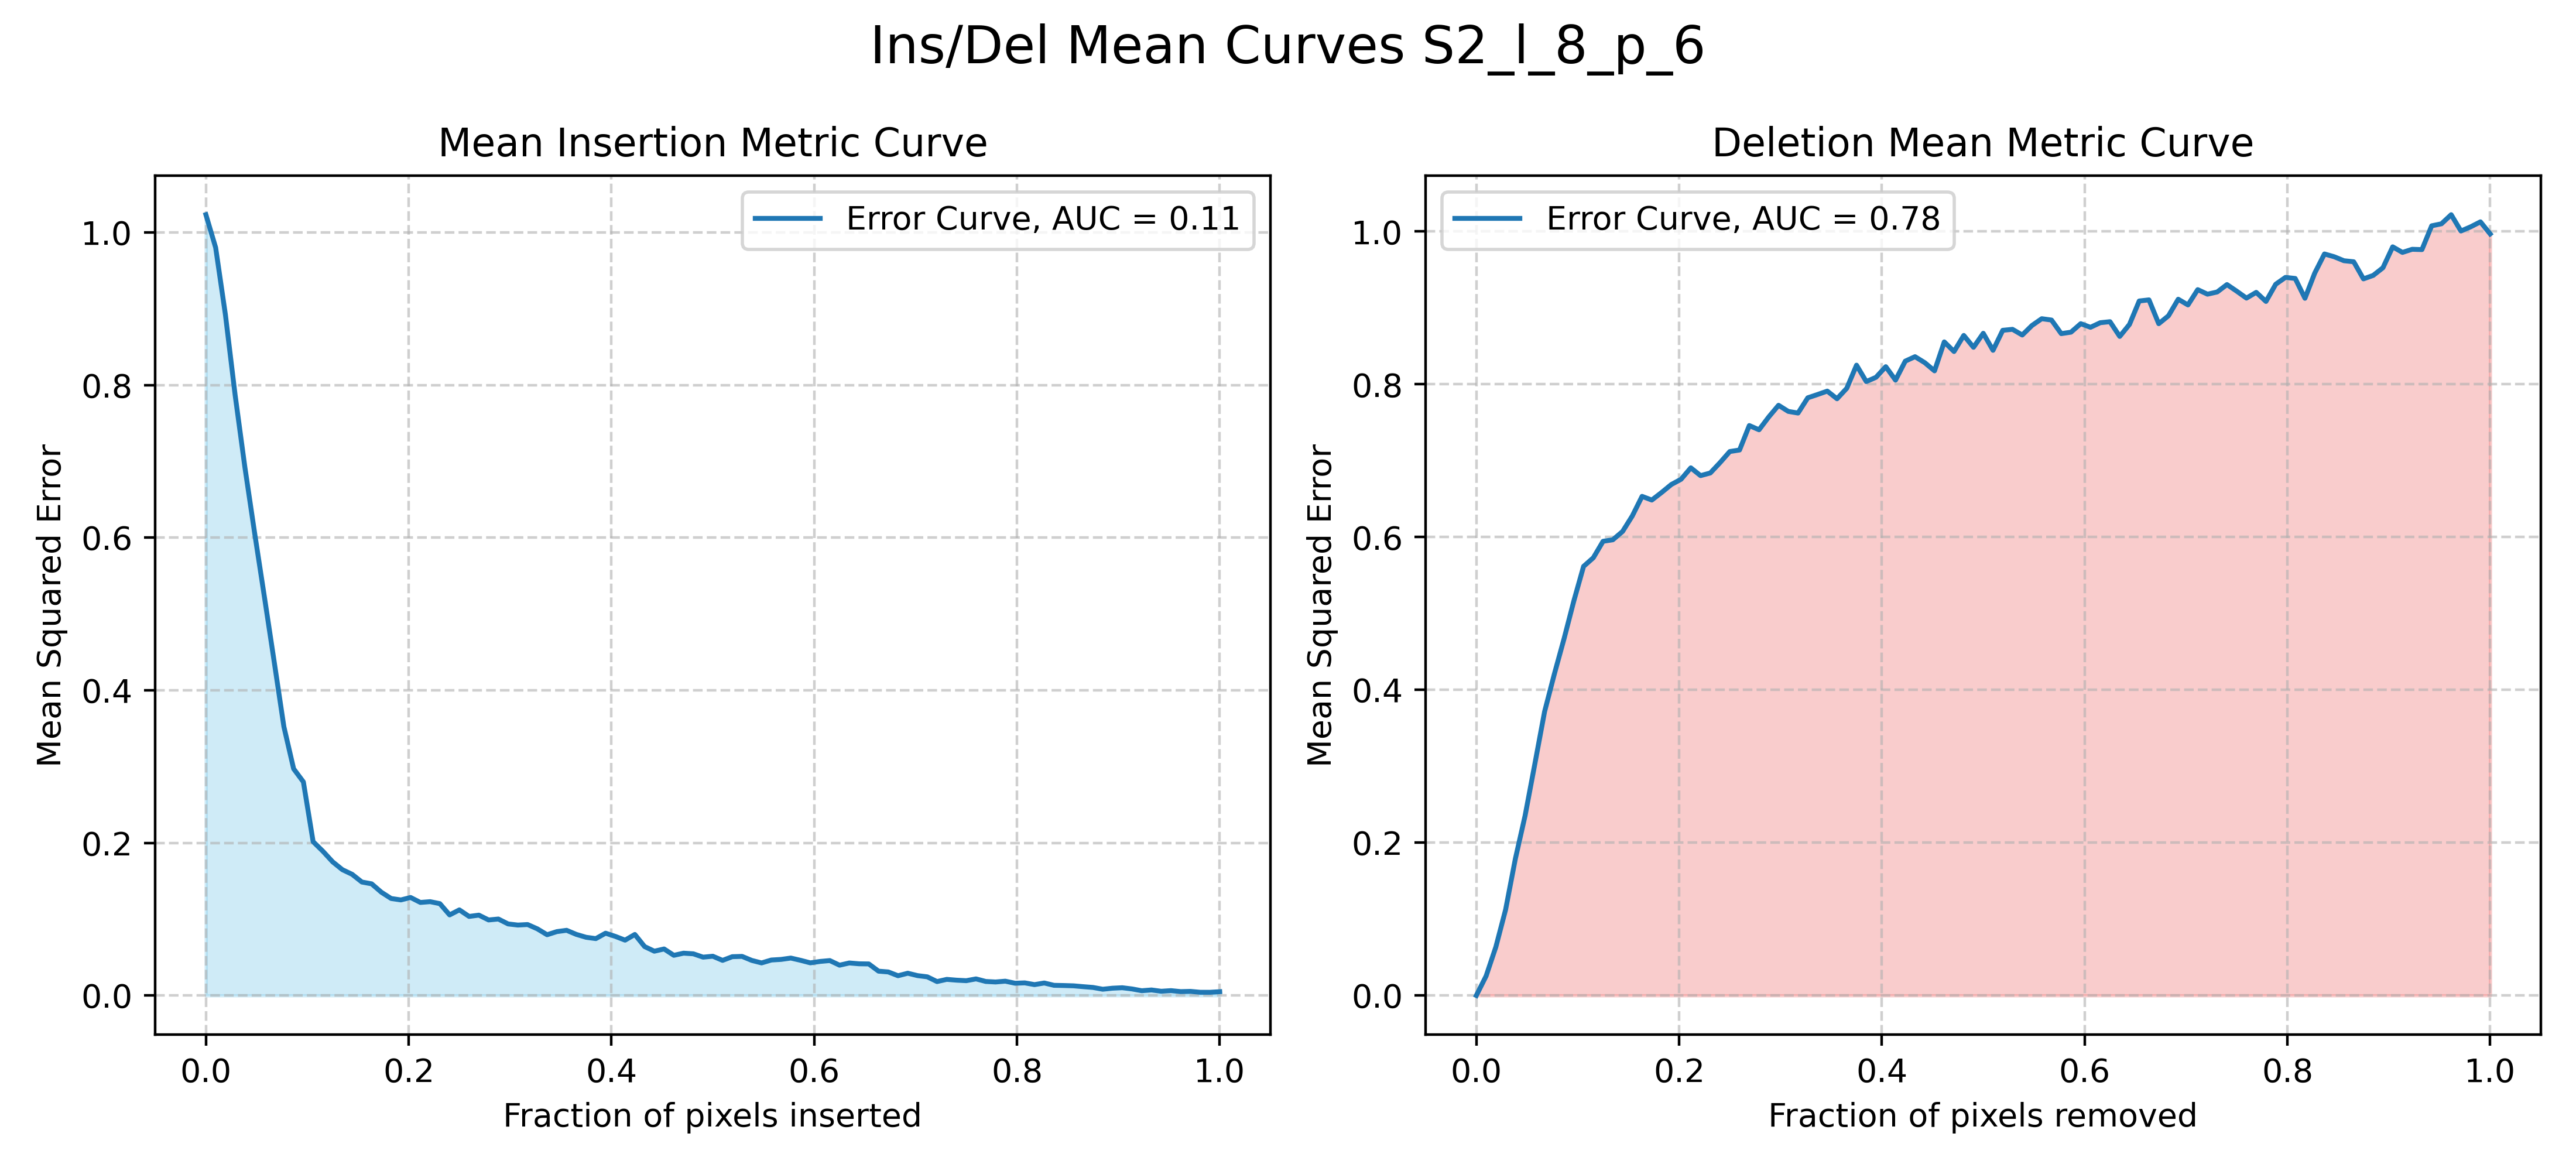 Ins/Del Mean Curves S2_l_8_p_6
Mean Insertion Metric Curve
Error Curve, AUC = 0.11
Mean Squared Error
1.0
0.8
0.6
0.4
0.2
0.0
0.0 0.2 0.4 0.6 0.8 1.0
Fraction of pixels inserted
Deletion Mean Metric Curve
Error Curve, AUC = 0.78
Mean Squared Error
1.0
0.8
0.6
0.4
0.2
0.0
0.0 0.2 0.4 0.6 0.8 1.0
Fraction of pixels removed